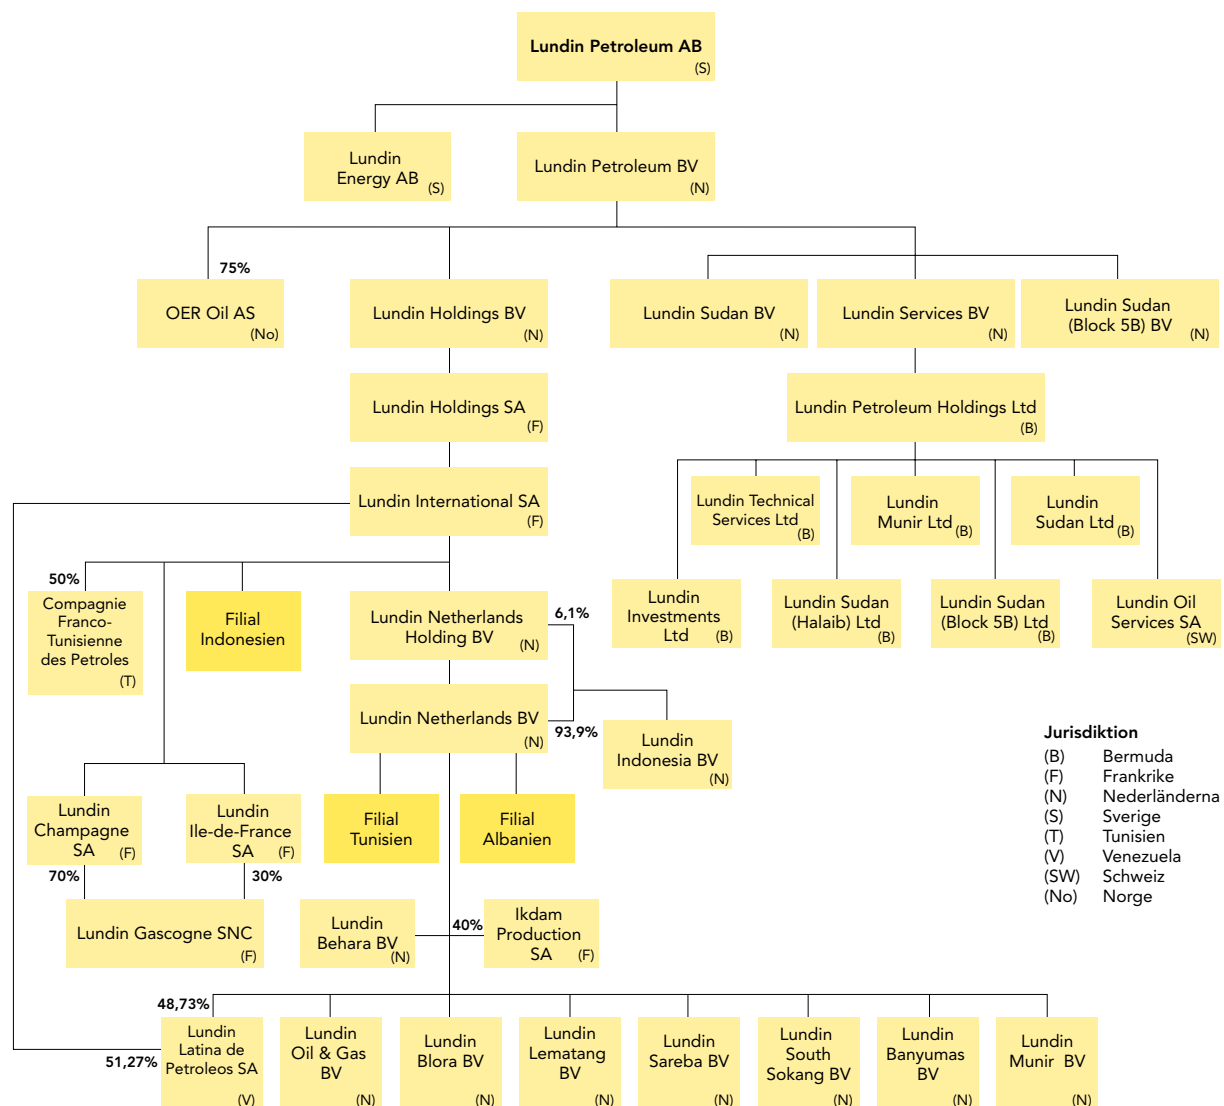 Lundin Petroleum AB
(S)
Lundin
Energy AB
(S)
Lundin Petroleum BV
(N)
75%
OER Oil AS
(No)
Lundin Holdings BV
(N)
Lundin Sudan BV
(N)
Lundin Services BV
(N)
Lundin Sudan
(Block 5B) BV
(N)
Lundin Holdings SA
(F)
Lundin Petroleum Holdings Ltd
(B)
Lundin International SA
(F)
Lundin Technical
Services Ltd
(B)
Lundin
Munir Ltd
(B)
Lundin
Sudan Ltd
(B)
50%
Compagnie
Franco-
Tunisienne
des Petroles
(T)
Filial
Indonesien
Lundin Netherlands
Holding BV
(N)
6,1%
Lundin
Investments
Ltd
(B)
Lundin Sudan
(Halaib) Ltd
(B)
Lundin Sudan
(Block 5B) Ltd
(B)
Lundin Oil
Services SA
(SW)
Lundin Netherlands BV
(N)
93,9%
Lundin
Indonesia BV
(N)
Jurisdiktion
(B) Bermuda
(F) Frankrike
(N) Nederländerna
(S) Sverige
(T) Tunisien
(V) Venezuela
(SW) Schweiz
(No) Norge
Lundin
Champagne
SA
(F)
Lundin
Ile-de-France
SA
(F)
Filial
Tunisien
Filial
Albanien
70%
30%
Lundin Gascogne SNC
(F)
Lundin
Behara BV
(N)
40%
Ikdam
Production
SA
(F)
48,73%
51,27%
Lundin
Latina de
Petroleos SA
(V)
Lundin
Oil & Gas
BV
(N)
Lundin
Blora BV
(N)
Lundin
Lematang
BV
(N)
Lundin
Sareba BV
(N)
Lundin
South
Sokang BV
(N)
Lundin
Banyumas
BV
(N)
Lundin
Munir BV
(N)